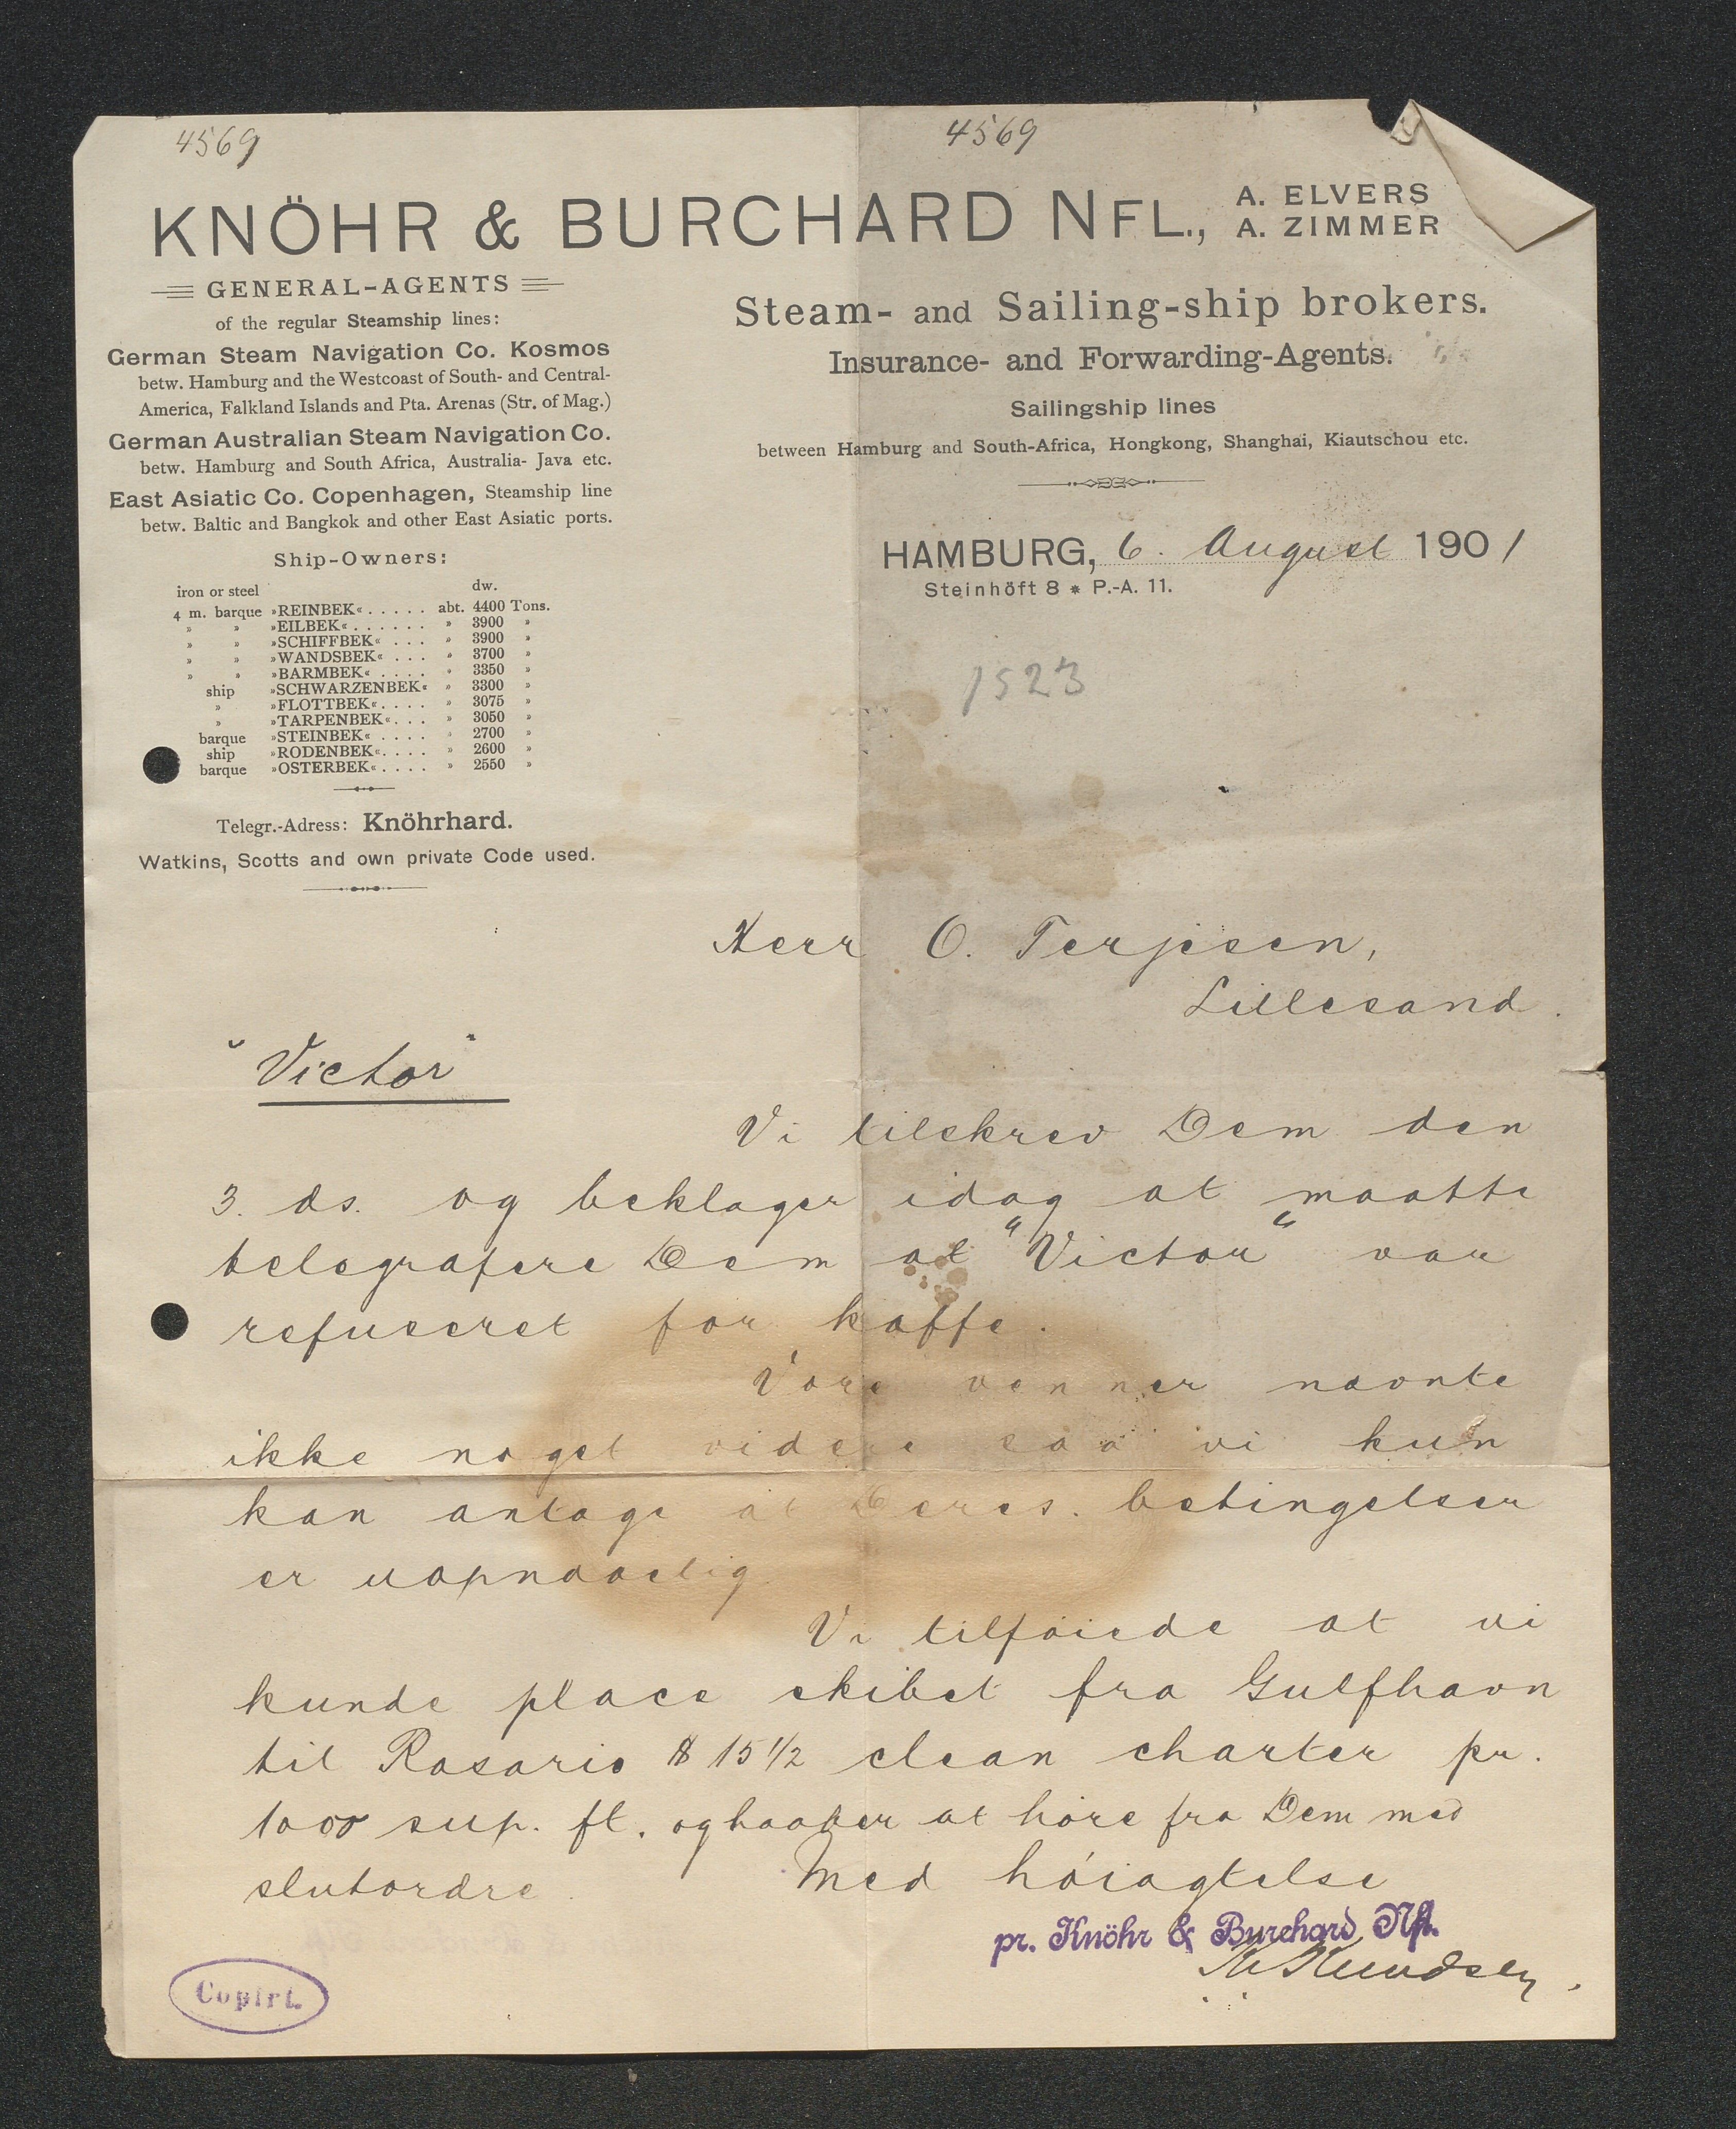 4569
4569
KNÖHR & BURCHARD NFL., A. ELVERS
A. ZIMMER
GENERAL-AGENTS
of the regular Steamship lines:
German Steam Navigation Co. Kosmos
betw. Hamburg and the Westcoast of South- and Central-
America, Falkland Islands and Pta. Arenas (Str. of Mag.)
German Australian Steam Navigation Co.
betw. Hamburg and South Africa, Australia- Java etc.
East Asiatic Co. Copenhagen, Steamship line
betw. Baltic and Bangkok and other East Asiatic ports.
Ship-Owners:
iron or steel dw.
4 m. barque »REINBEK« . . . . . abt. 4400 Tons.
» » »EILBEK« . . . . . . » 3900 »
» » »SCHIFFBEK« . . . » 3900 »
» » »WANDSBEK« . . . » 3700 »
» » »BARMBEK« . . . . » 3350 »
ship »SCHWARZENBEK« » 3300 »
» »FLOTTBEK« . . . . » 3075 »
» »TARPENBEK« . . . » 3050 »
barque »STEINBEK« . . . . » 2700 »
ship »RODENBEK« . . . . » 2600 »
barque »OSTERBEK« . . . . » 2550 »
Telegr.-Adress: Knöhrhard.
Watkins, Scotts and own private Code used.
Steam- and Sailing-ship brokers.
Insurance- and Forwarding-Agents.
Sailingship lines
between Hamburg and South-Africa, Hongkong, Shanghai, Kiautschou etc.
HAMBURG, 6. August 1901
Steinhöft 8 * P.-A. 11.
1523
Herr O. Terjesen,
Lillesand.
"Victor"
Vi tilskrev Dem den
3. ds. og beklager idag at maatte
telegrafere Dem at "Victor" var
refuseret for kaffe.
Vore venner nævnte
ikke noget videre saa vi kun
kan antage at Deres. betingelser
er uopnaaelig
Vi tilföiede at vi
kunde place skibet fra Gulfhavn
til Rosario $ 15 1/2 clean charter pr.
1000 sup. ft. og haaber at höre fra Dem med
slutordre.
Med höiagtelse
pr. Knöhr & Burchard Nfl.
Knudsen.
Copirt.